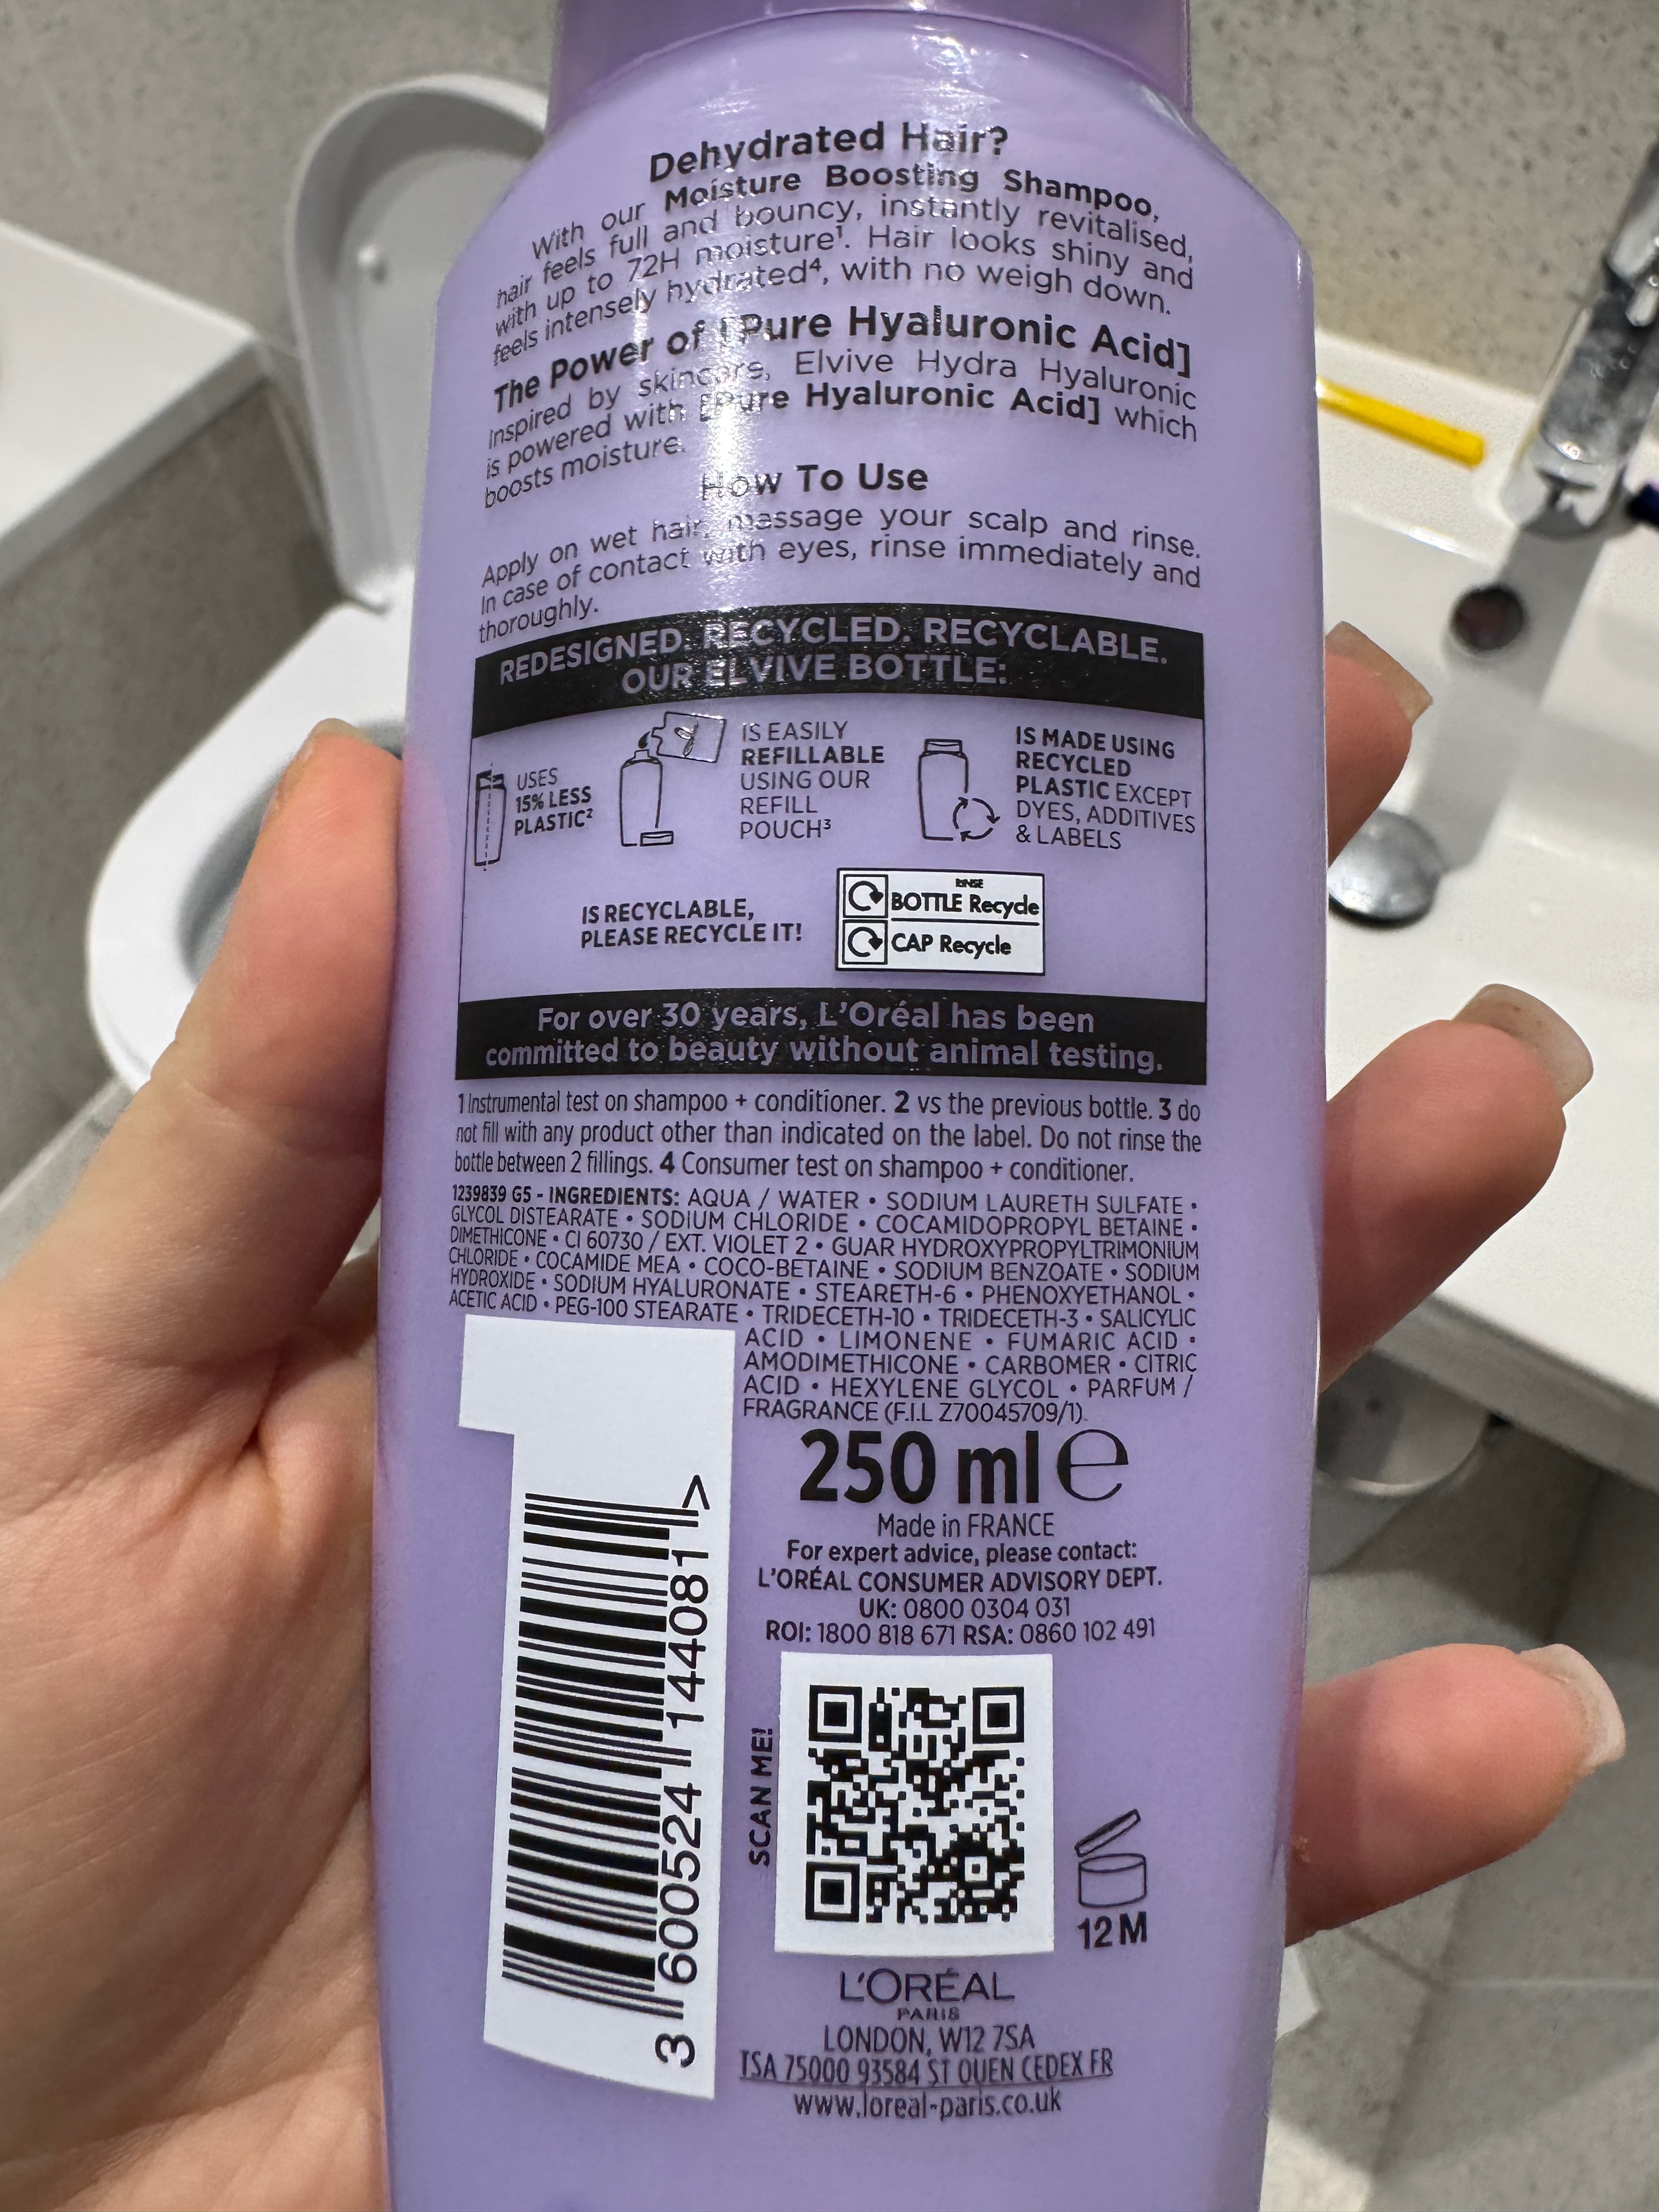 Dehydrated Hair?
With our Moisture Boosting Shampoo,
hair feels full and bouncy, instantly revitalised,
with up to 72H moisture¹. Hair looks shiny and
feels intensely hydrated⁴, with no weigh down.
The Power of [Pure Hyaluronic Acid]
Inspired by skincare, Elvive Hydra Hyaluronic
is powered with [Pure Hyaluronic Acid] which
boosts moisture.
How To Use
Apply on wet hair, massage your scalp and rinse.
In case of contact with eyes, rinse immediately and
thoroughly.
REDESIGNED. RECYCLED. RECYCLABLE.
OUR ELVIVE BOTTLE:
USES
15% LESS
PLASTIC²
IS EASILY
REFILLABLE
USING OUR
REFILL
POUCH³
IS MADE USING
RECYCLED
PLASTIC EXCEPT
DYES, ADDITIVES
& LABELS
IS RECYCLABLE,
PLEASE RECYCLE IT!
RINSE
BOTTLE Recycle
CAP Recycle
For over 30 years, L'Oréal has been
committed to beauty without animal testing.
1 Instrumental test on shampoo + conditioner. 2 vs the previous bottle. 3 do
not fill with any product other than indicated on the label. Do not rinse the
bottle between 2 fillings. 4 Consumer test on shampoo + conditioner.
1239839 G5 - INGREDIENTS: AQUA / WATER • SODIUM LAURETH SULFATE •
GLYCOL DISTEARATE • SODIUM CHLORIDE • COCAMIDOPROPYL BETAINE •
DIMETHICONE • CI 60730 / EXT. VIOLET 2 • GUAR HYDROXYPROPYLTRIMONIUM
CHLORIDE • COCAMIDE MEA • COCO-BETAINE • SODIUM BENZOATE • SODIUM
HYDROXIDE • SODIUM HYALURONATE • STEARETH-6 • PHENOXYETHANOL •
ACETIC ACID • PEG-100 STEARATE • TRIDECETH-10 • TRIDECETH-3 • SALICYLIC
ACID • LIMONENE • FUMARIC ACID •
AMODIMETHICONE • CARBOMER • CITRIC
ACID • HEXYLENE GLYCOL • PARFUM /
FRAGRANCE (F.I.L Z70045709/1).
250 ml e
Made in FRANCE
For expert advice, please contact:
L'ORÉAL CONSUMER ADVISORY DEPT.
UK: 0800 0304 031
ROI: 1800 818 671 RSA: 0860 102 491
3 600524 144081 >
SCAN ME!
12 M
L'ORÉAL
PARIS
LONDON, W12 7SA
TSA 75000 93584 ST OUEN CEDEX FR
www.loreal-paris.co.uk